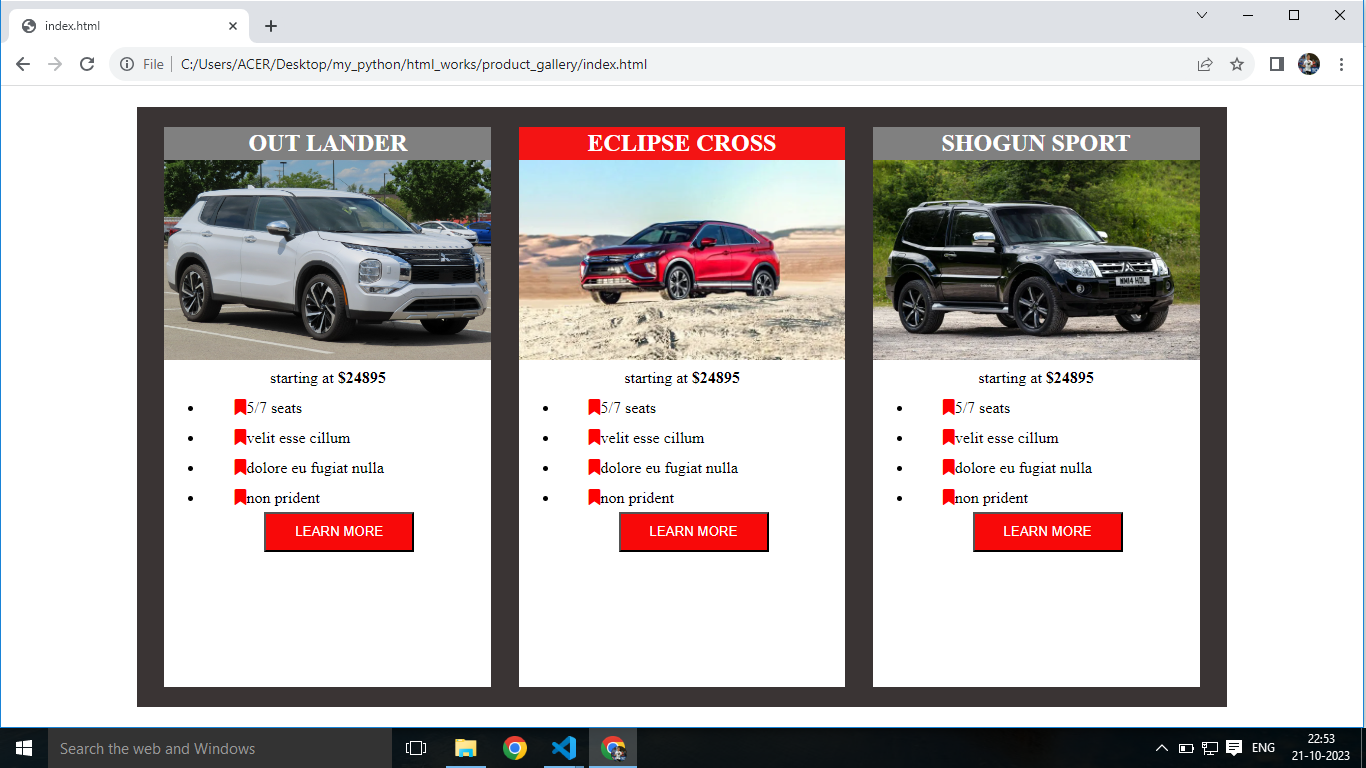 index.html
File
C:/Users/ACER/Desktop/my_python/html_works/product_gallery/index.html
OUT LANDER
starting at $24895
5/7 seats
velit esse cillum
dolore eu fugiat nulla
non prident
LEARN MORE
ECLIPSE CROSS
starting at $24895
5/7 seats
velit esse cillum
dolore eu fugiat nulla
non prident
LEARN MORE
SHOGUN SPORT
WM14 HDL
starting at $24895
5/7 seats
velit esse cillum
dolore eu fugiat nulla
non prident
LEARN MORE
Search the web and Windows
ENG
22:53
21-10-2023